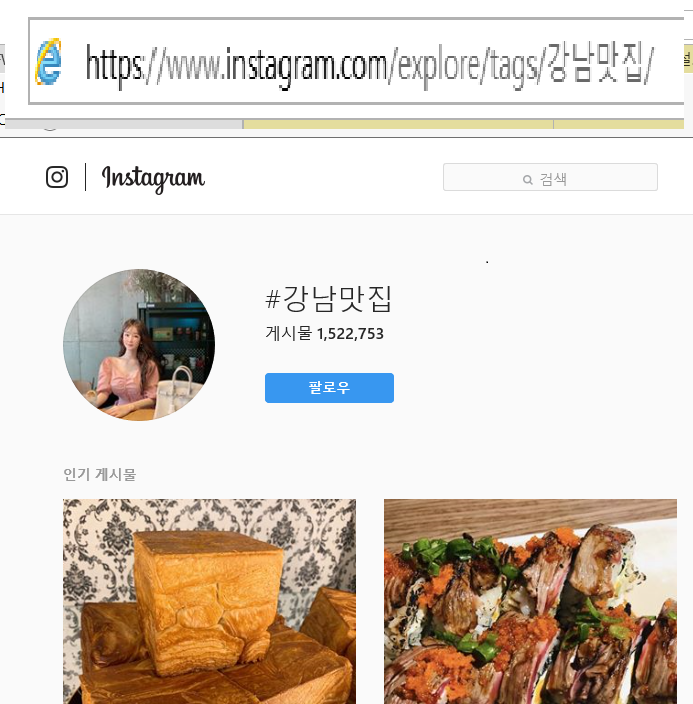 https://www.instagram.com/explore/tags/강남맛집/
Instagram
검색
#강남맛집
게시물 1,522,753
팔로우
인기 게시물